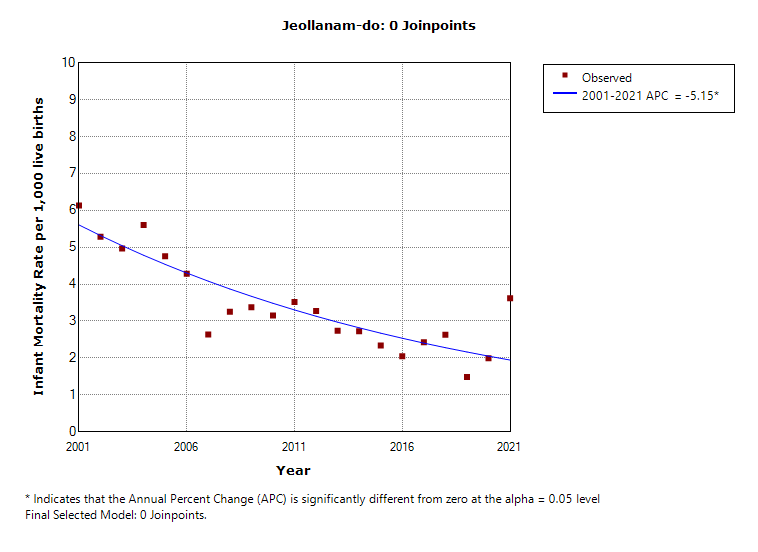 Jeollanam-do: 0 Joinpoints
Infant Mortality Rate per 1,000 live births
10
9
8
7
6
5
4
3
2
1
0
2001 2006 2011 2016 2021
Year
Observed
2001-2021 APC = -5.15*
* Indicates that the Annual Percent Change (APC) is significantly different from zero at the alpha = 0.05 level
Final Selected Model: 0 Joinpoints.